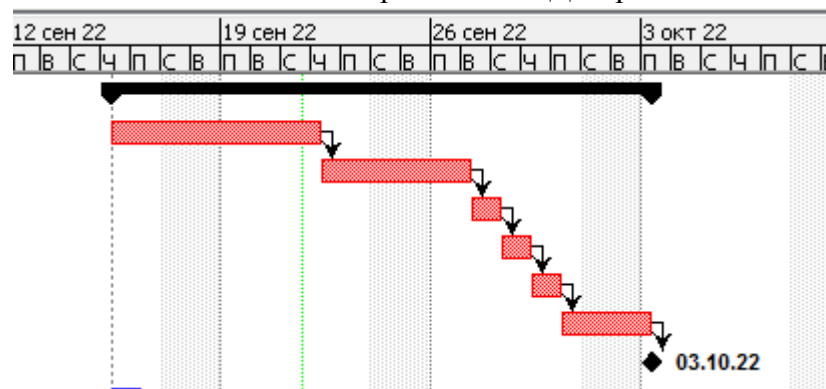 12 сен 22 19 сен 22 26 сен 22 3 окт 22
П В С Ч П С В П В С Ч П С В П В С Ч П С В П В С Ч П С
03.10.22